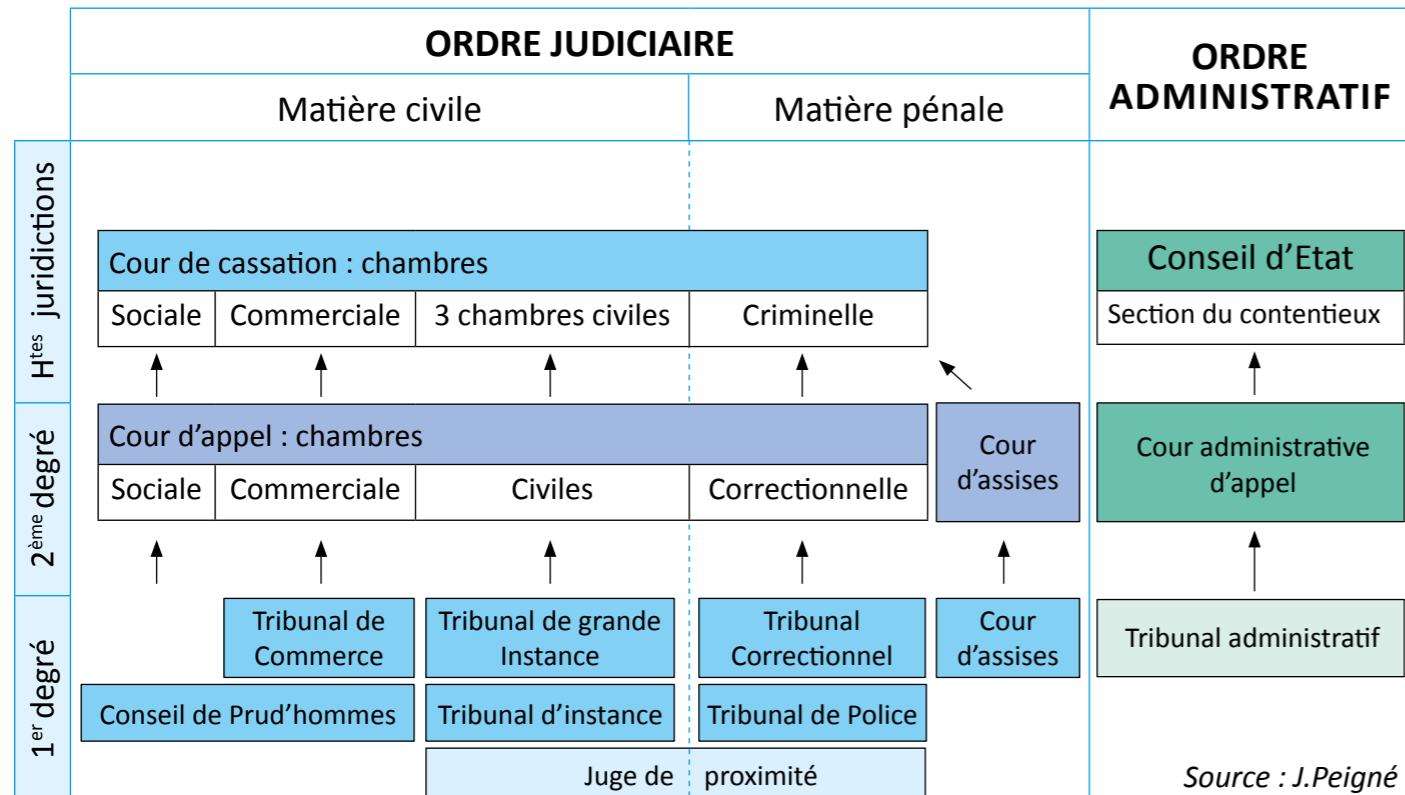 ORDRE JUDICIAIRE
ORDRE
ADMINISTRATIF
Matière civile
Matière pénale
Htes juridictions
Cour de cassation : chambres
Sociale
Commerciale
3 chambres civiles
Criminelle
Conseil d'Etat
Section du contentieux
2ème degré
Cour d'appel : chambres
Sociale
Commerciale
Civiles
Correctionnelle
Cour
d'assises
Cour administrative
d'appel
1er degré
Tribunal de
Commerce
Tribunal de grande
Instance
Tribunal
Correctionnel
Cour
d'assises
Tribunal administratif
Conseil de Prud'hommes
Tribunal d'instance
Tribunal de Police
Juge de proximité
Source : J.Peigné